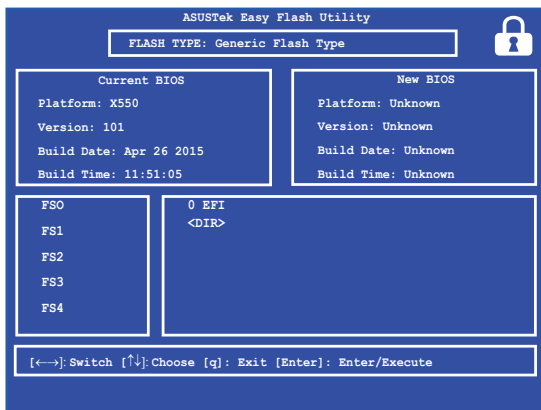 ASUSTek Easy Flash Utility
FLASH TYPE: Generic Flash Type
Current BIOS
Platform: X550
Version: 101
Build Date: Apr 26 2015
Build Time: 11:51:05
New BIOS
Platform: Unknown
Version: Unknown
Build Date: Unknown
Build Time: Unknown
FSO
FS1
FS2
FS3
FS4
0 EFI
<DIR>
[←→]: Switch [↑↓]: Choose [q]: Exit [Enter]: Enter/Execute